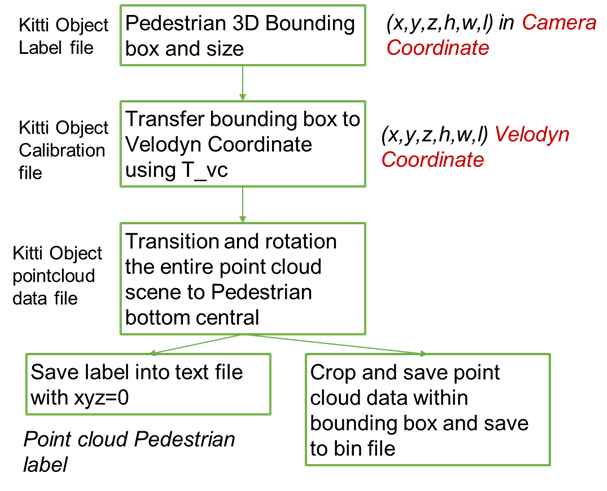 Kitti Object
Label file
Pedestrian 3D Bounding
box and size
(x,y,z,h,w,l) in Camera
Coordinate
Kitti Object
Calibration
file
Transfer bounding box to
Velodyn Coordinate
using T_vc
(x,y,z,h,w,l) Velodyn
Coordinate
Kitti Object
pointcloud
data file
Transition and rotation
the entire point cloud
scene to Pedestrian
bottom central
Save label into text file
with xyz=0
Crop and save point
cloud data within
bounding box and save
to bin file
Point cloud Pedestrian
label